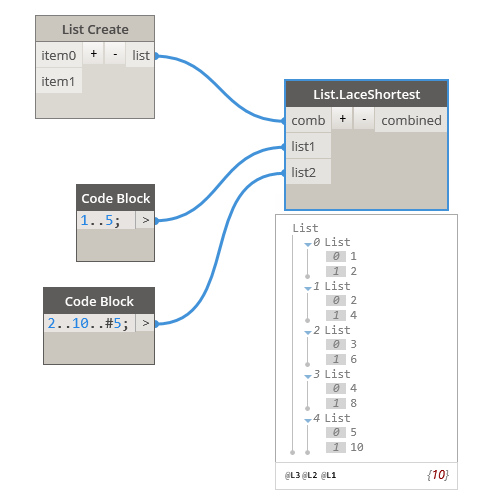 List Create
item0 + - list
item1
List.LaceShortest
comb + - combined
list1
list2
Code Block
1..5; >
Code Block
2..10..#5; >
List
0 List
0 1
1 2
1 List
0 2
1 4
2 List
0 3
1 6
3 List
0 4
1 8
4 List
0 5
1 10
@L3 @L2 @L1 {10}